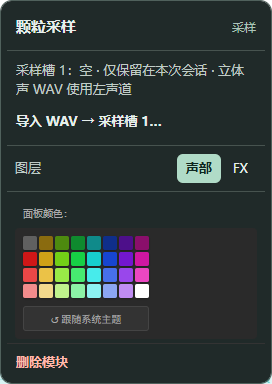 颗粒采样 采样
采样槽 1：空 · 仅保留在本次会话 · 立体
声 WAV 使用左声道
导入 WAV → 采样槽 1…
图层 声部 FX
面板颜色：
↺ 跟随系统主题
删除模块